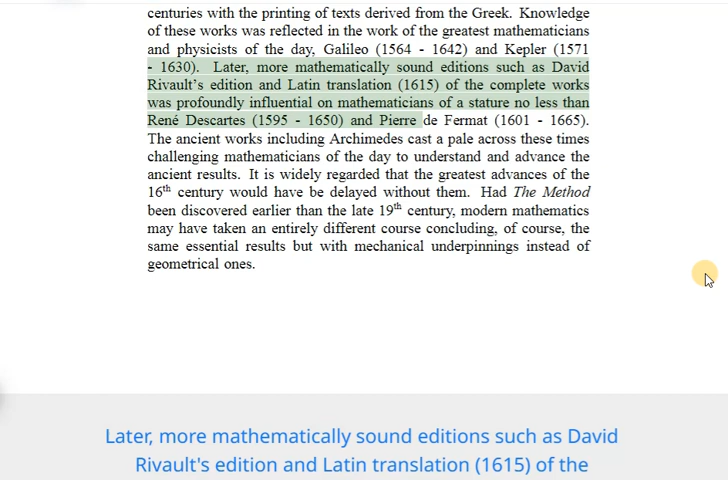 centuries with the printing of texts derived from the Greek. Knowledge
of these works was reflected in the work of the greatest mathematicians
and physicists of the day, Galileo (1564 - 1642) and Kepler (1571
- 1630). Later, more mathematically sound editions such as David
Rivault's edition and Latin translation (1615) of the complete works
was profoundly influential on mathematicians of a stature no less than
René Descartes (1595 - 1650) and Pierre de Fermat (1601 - 1665).
The ancient works including Archimedes cast a pale across these times
challenging mathematicians of the day to understand and advance the
ancient results. It is widely regarded that the greatest advances of the
16th century would have be delayed without them. Had The Method
been discovered earlier than the late 19th century, modern mathematics
may have taken an entirely different course concluding, of course, the
same essential results but with mechanical underpinnings instead of
geometrical ones.
Later, more mathematically sound editions such as David
Rivault's edition and Latin translation (1615) of the